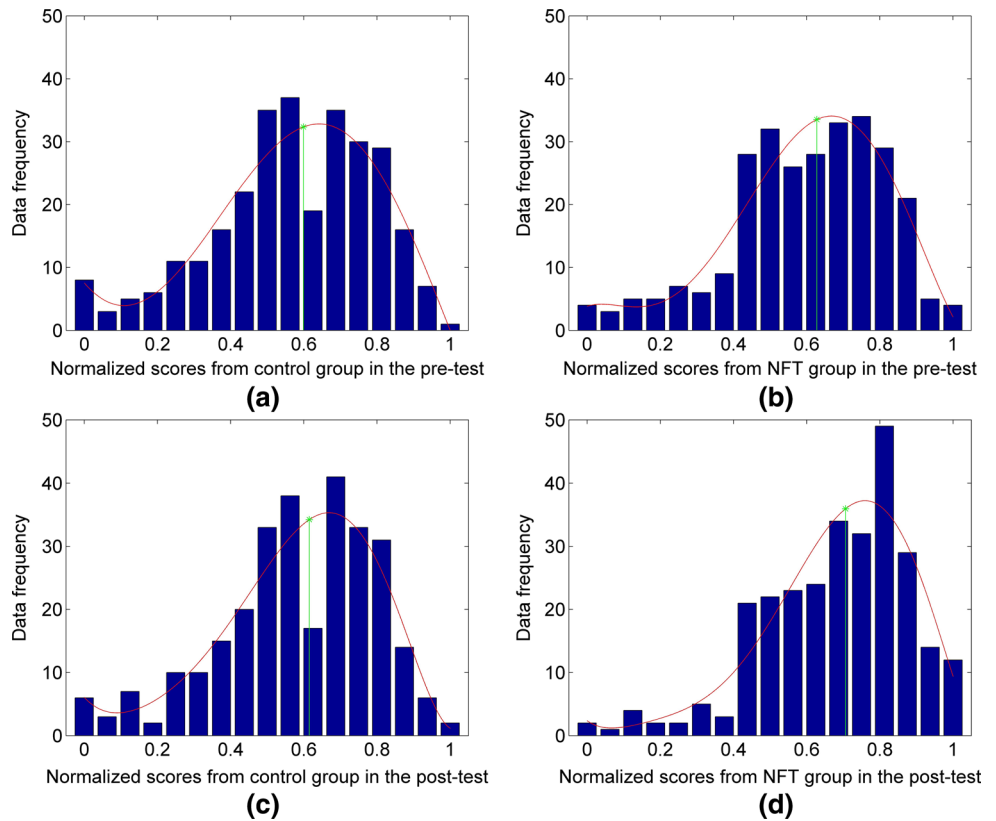 50
40
30
20
10
0
Data frequency
0 0.2 0.4 0.6 0.8 1
Normalized scores from control group in the pre-test
(a)
50
40
30
20
10
0
Data frequency
0 0.2 0.4 0.6 0.8 1
Normalized scores from NFT group in the pre-test
(b)
50
40
30
20
10
0
Data frequency
0 0.2 0.4 0.6 0.8 1
Normalized scores from control group in the post-test
(c)
50
40
30
20
10
0
Data frequency
0 0.2 0.4 0.6 0.8 1
Normalized scores from NFT group in the post-test
(d)